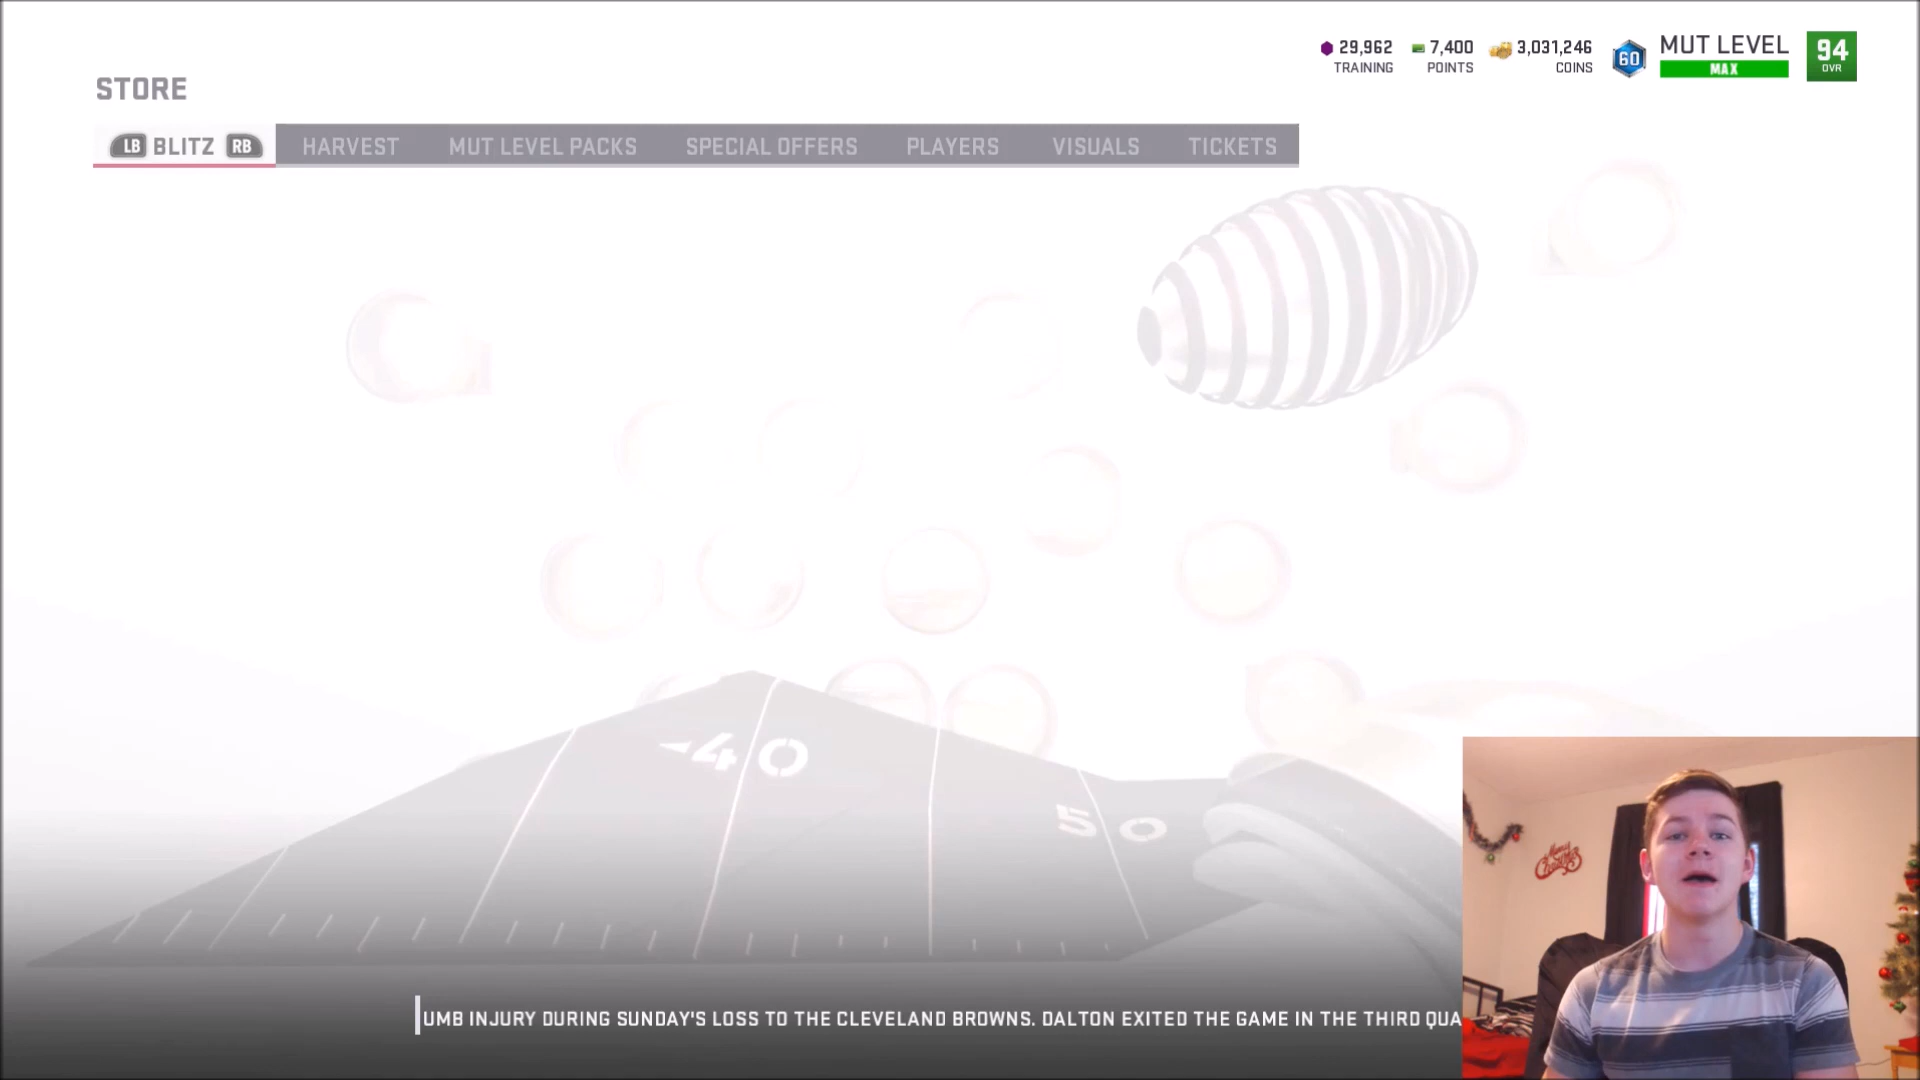 29,962
TRAINING
7,400
POINTS
3,031,246
COINS
60
MUT LEVEL
MAX
94
OVR
STORE
LB BLITZ RB HARVEST MUT LEVEL PACKS SPECIAL OFFERS PLAYERS VISUALS TICKETS
40
50
Merry Christmas
UMB INJURY DURING SUNDAY'S LOSS TO THE CLEVELAND BROWNS. DALTON EXITED THE GAME IN THE THIRD QUA